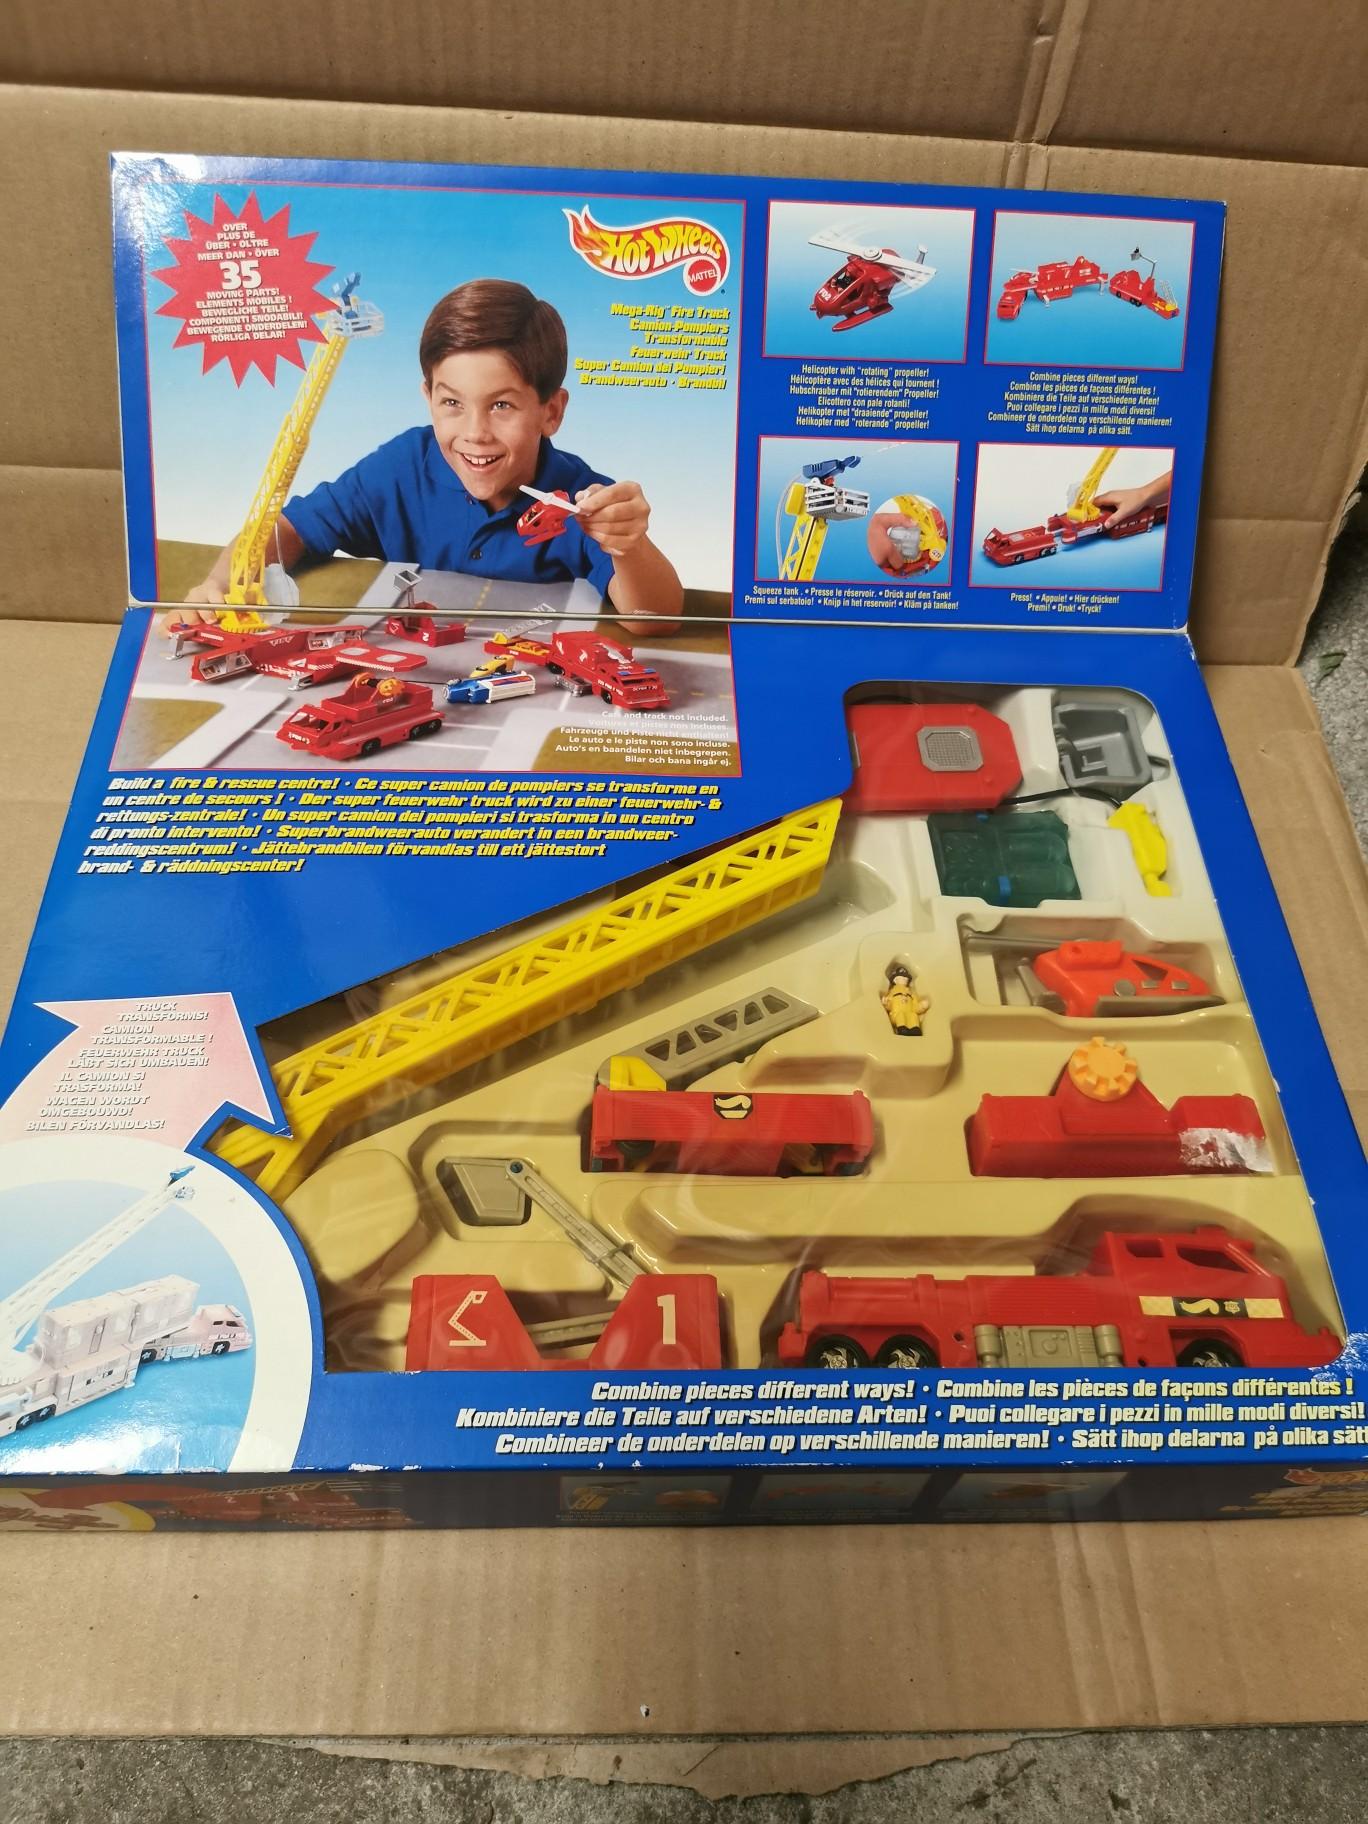 OVER
PLUS DE
ÜBER • OLTRE
MEER DAN • ÖVER
35
MOVING PARTS!
ELEMENTS MOBILES !
BEWEGLICHE TEILE!
COMPONENTI SNODABILI!
BEWEGENDE ONDERDELEN!
RÖRLIGA DELAR!
HOT WHEELS
MATTEL
Mega-Rig™ Fire Truck
Camion-Pompiers
Transformable
Feuerwehr Truck
Super Camion dei Pompieri
Brandweerauto • Brandbil
Helicopter with "rotating" propeller!
Hélicoptère avec des hélices qui tournent !
Hubschrauber mit "rotierendem" Propeller!
Elicottero con pale rotanti!
Helikopter met "draaiende" propeller!
Helikopter med "roterande" propeller!
Combine pieces different ways!
Combine les pièces de façons différentes !
Kombiniere die Teile auf verschiedene Arten!
Puoi collegare i pezzi in mille modi diversi!
Combineer de onderdelen op verschillende manieren!
Sätt ihop delarna på olika sätt.
Squeeze tank . • Presse le réservoir. • Drück auf den Tank!
Premi sul serbatoio! • Knijp in het reservoir! • Kläm på tanken!
Press! • Appuie! • Hier drücken!
Premi! • Druk! •Tryck!
2
Cars and track not included.
Voitures et pistes non incluses.
Fahrzeuge und Piste nicht enthalten!
Le auto e le piste non sono incluse.
Auto's en baandelen niet inbegrepen.
Bilar och bana ingår ej.
Build a fire & rescue centre! • Ce super camion de pompiers se transforme en
un centre de secours ! • Der super feuerwehr truck wird zu einer feuerwehr- &
rettungs-zentrale! • Un super camion dei pompieri si trasforma in un centro
di pronto intervento! • Superbrandweerauto verandert in een brandweer-
reddingscentrum! • Jättebrandbilen förvandlas till ett jättestort
brand- & räddningscenter!
TRUCK
TRANSFORMS!
CAMION
TRANSFORMABLE !
FEUERWEHR TRUCK
LÄßT SICH UMBAUEN!
IL CAMION SI
TRASFORMA!
WAGEN WORDT
OMGEBOUWD!
BILEN FÖRVANDLAS!
1
Combine pieces different ways! • Combine les pièces de façons différentes !
Kombiniere die Teile auf verschiedene Arten! • Puoi collegare i pezzi in mille modi diversi!
Combineer de onderdelen op verschillende manieren! • Sätt ihop delarna på olika sätt